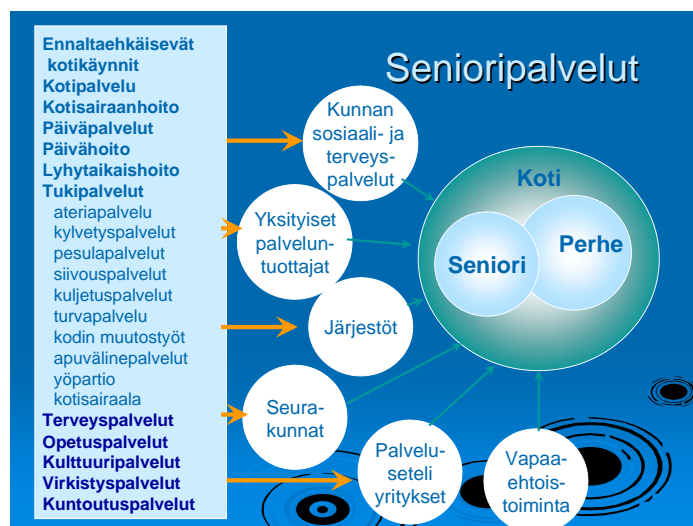 Senioripalvelut
Ennaltaehkäisevät
kotikäynnit
Kotipalvelu
Kotisairaanhoito
Päiväpalvelut
Päivähoito
Lyhytaikaishoito
Tukipalvelut
ateriapalvelu
kylvetyspalvelut
pesulapalvelut
siivouspalvelut
kuljetuspalvelut
turvapalvelu
kodin muutostyöt
apuvälinepalvelut
yöpartio
kotisairaala
Terveyspalvelut
Opetuspalvelut
Kulttuuripalvelut
Virkistyspalvelut
Kuntoutuspalvelut
Kunnan
sosiaali- ja
terveys-
palvelut
Yksityiset
palvelun-
tuottajat
Järjestöt
Seura-
kunnat
Palvelu-
seteli
yritykset
Vapaa-
ehtois-
toiminta
Koti
Seniori
Perhe